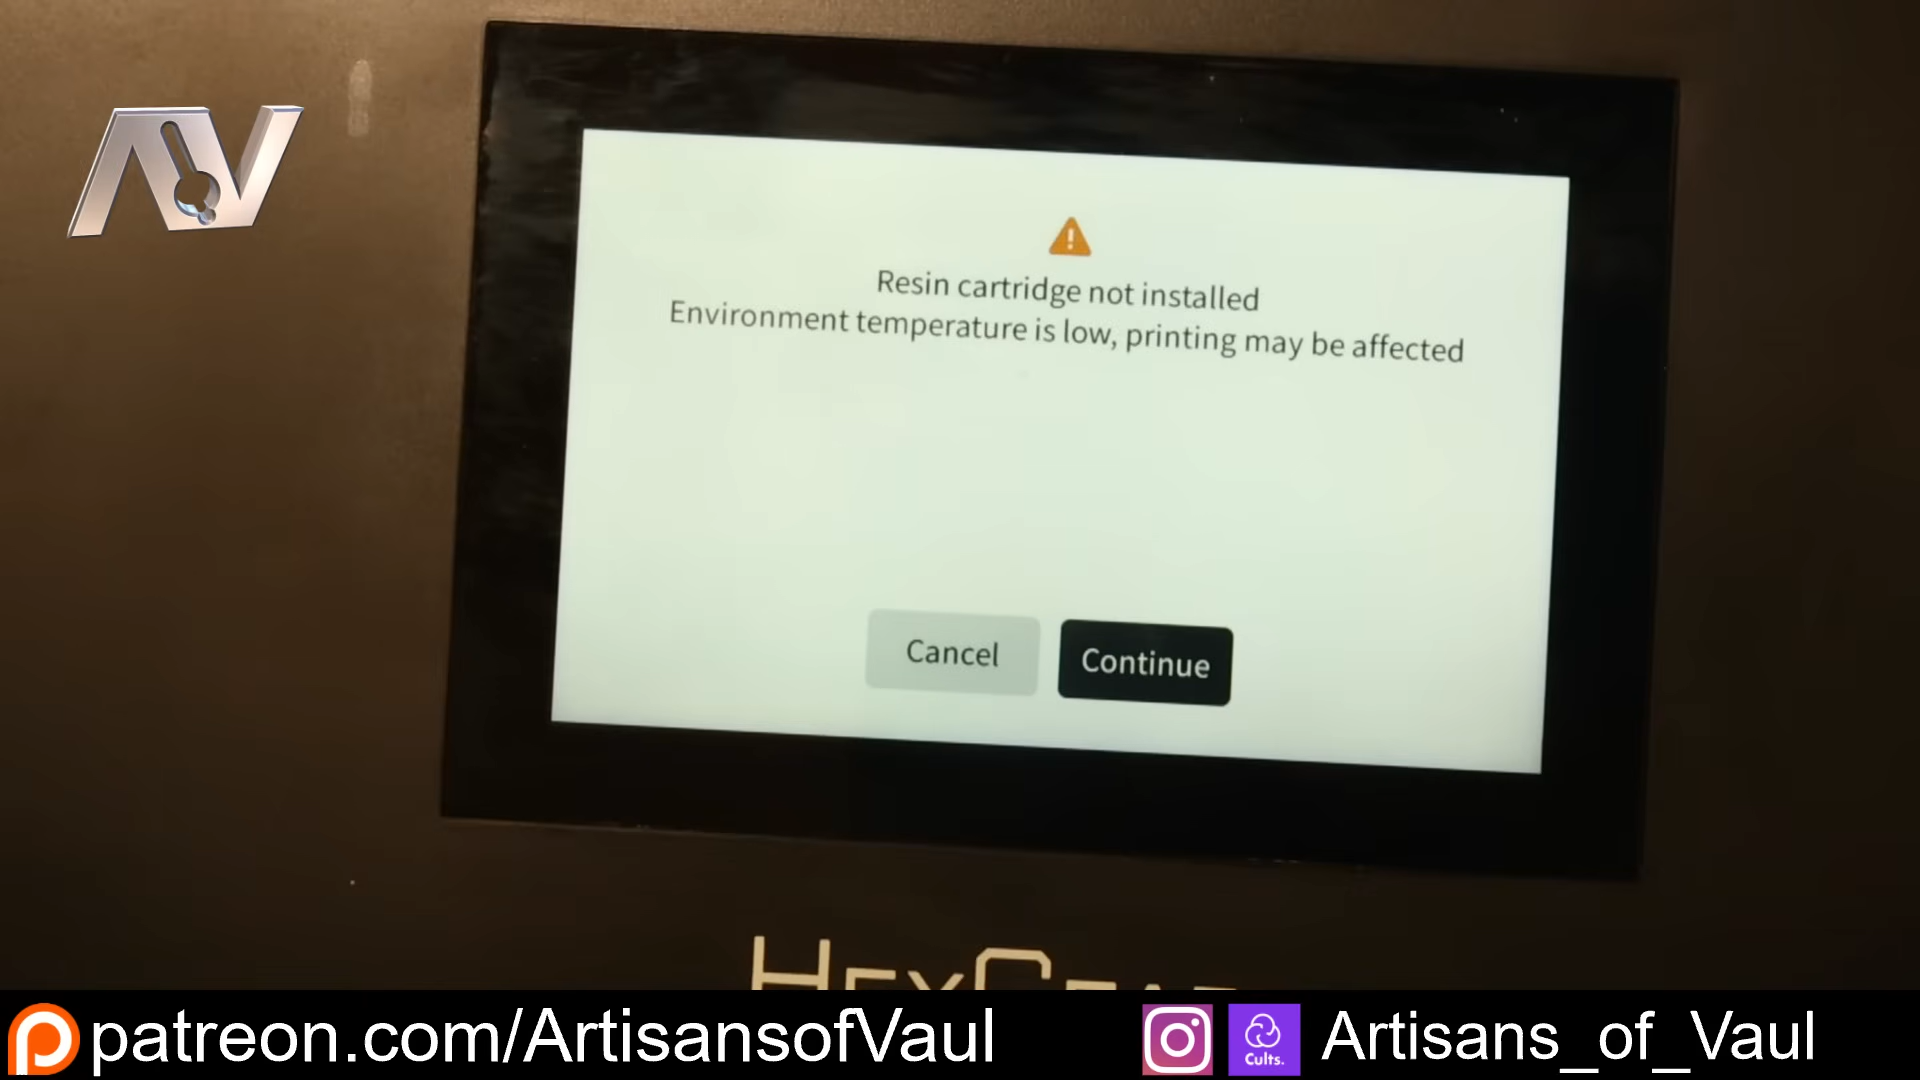 AV
Resin cartridge not installed
Environment temperature is low, printing may be affected
Cancel
Continue
patreon.com/ArtisansofVaul
Cults.
Artisans_of_Vaul